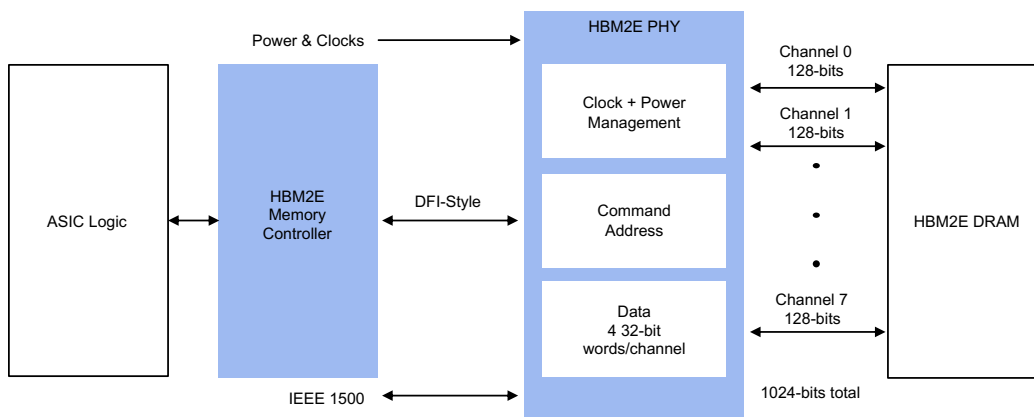 HBM2E PHY
Power & Clocks
Channel 0
128-bits
Clock + Power
Management
Channel 1
128-bits
ASIC Logic
HBM2E
Memory
Controller
DFI-Style
Command
Address
HBM2E DRAM
Data
4 32-bit
words/channel
Channel 7
128-bits
IEEE 1500
1024-bits total